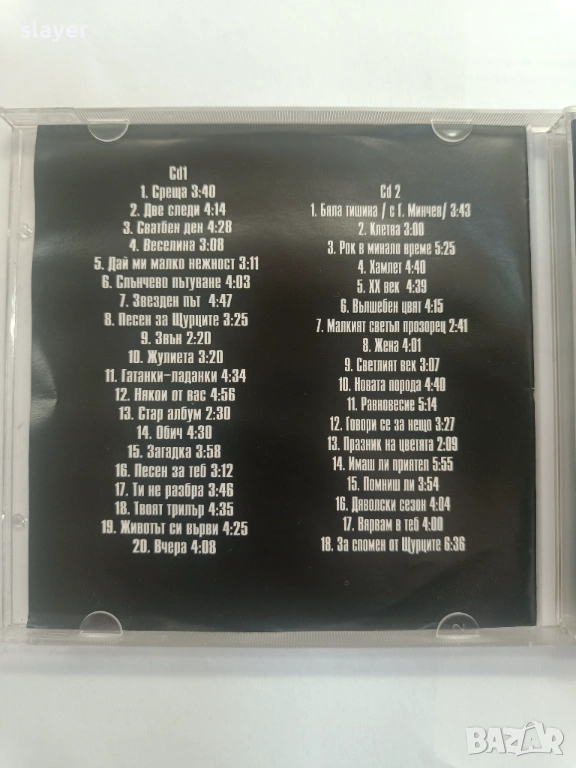 slayer
Cd1
1. Среща 3:40
2. Две следи 4:14
3. Сватбен ден 4:28
4. Веселина 3:08
5. Дай ми малко нежност 3:11
6. Слънчево пътуване 4:03
7. Звезден път 4:47
8. Песен за Щурците 3:25
9. Звън 2:20
10. Жулиета 3:20
11. Гатанки-ладанки 4:34
12. Някои от вас 4:56
13. Стар албум 2:30
14. Обич 4:30
15. Загадка 3:58
16. Песен за теб 3:12
17. Ти не разбра 3:46
18. Твоят трилър 4:35
19. Животът си върви 4:25
20. Вчера 4:08
Cd 2
1. Бяла тишина / с Г. Минчев/ 3:43
2. Клетва 3:00
3. Рок в минало време 5:25
4. Хамлет 4:40
5. XX век 4:39
6. Вълшебен цвят 4:15
7. Малкият светъл прозорец 2:41
8. Жена 4:01
9. Светлият век 3:07
10. Новата порода 4:40
11. Равновесие 5:14
12. Говори се за нещо 3:27
13. Празник на цветята 2:09
14. Имаш ли приятел 5:55
15. Помниш ли 3:54
16. Дяволски сезон 4:04
17. Вярвам в теб 4:00
18. За спомен от Щурците 6:36
BAZAR